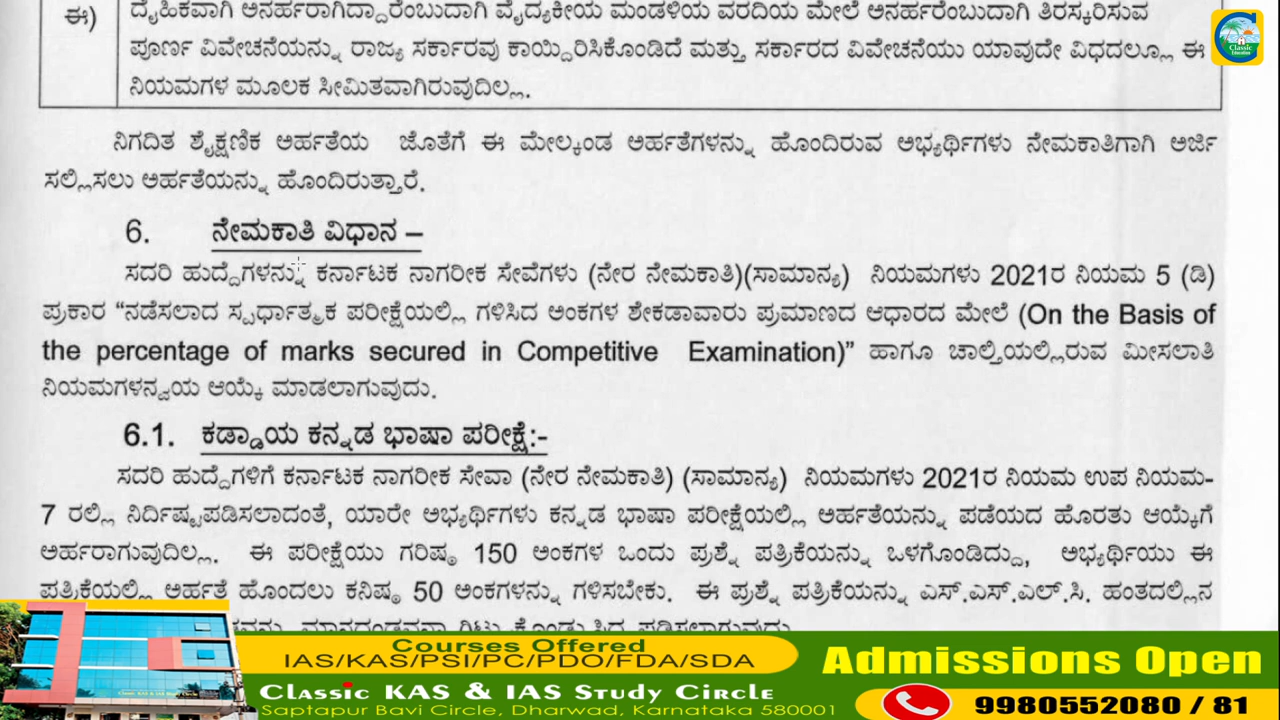 ದೈಹಿಕವಾಗಿ ಅನರ್ಹರಾಗಿದ್ದಾರೆಂಬುದಾಗಿ ವೈದ್ಯಕೀಯ ಮಂಡಳಿಯ ವರದಿಯ ಮೇಲೆ ಅನರ್ಹರೆಂಬುದಾಗಿ ತಿರಸ್ಕರಿಸುವ
ಈ)
ಪೂರ್ಣ ವಿವೇಚನೆಯನ್ನು ರಾಜ್ಯ ಸರ್ಕಾರವು ಕಾಯ್ದಿರಿಸಿಕೊಂಡಿದೆ ಮತ್ತು ಸರ್ಕಾರದ ವಿವೇಚನೆಯು ಯಾವುದೇ ವಿಧದಲ್ಲೂ ಈ
ನಿಯಮಗಳ ಮೂಲಕ ಸೀಮಿತವಾಗಿರುವುದಿಲ್ಲ.
ನಿಗದಿತ ಶೈಕ್ಷಣಿಕ ಅರ್ಹತೆಯ ಜೊತೆಗೆ ಈ ಮೇಲ್ಕಂಡ ಅರ್ಹತೆಗಳನ್ನು ಹೊಂದಿರುವ ಅಭ್ಯರ್ಥಿಗಳು ನೇಮಕಾತಿಗಾಗಿ ಅರ್ಜಿ
ಸಲ್ಲಿಸಲು ಅರ್ಹತೆಯನ್ನು ಹೊಂದಿರುತ್ತಾರೆ.
6. ನೇಮಕಾತಿ ವಿಧಾನ –
ಸದರಿ ಹುದ್ದೆಗಳನ್ನು ಕರ್ನಾಟಕ ನಾಗರೀಕ ಸೇವೆಗಳು (ನೇರ ನೇಮಕಾತಿ)(ಸಾಮಾನ್ಯ) ನಿಯಮಗಳು 2021ರ ನಿಯಮ 5 (ಡಿ)
ಪ್ರಕಾರ “ನಡೆಸಲಾದ ಸ್ಪರ್ಧಾತ್ಮಕ ಪರೀಕ್ಷೆಯಲ್ಲಿ ಗಳಿಸಿದ ಅಂಕಗಳ ಶೇಕಡಾವಾರು ಪ್ರಮಾಣದ ಆಧಾರದ ಮೇಲೆ (On the Basis of
the percentage of marks secured in Competitive Examination)” ಹಾಗೂ ಚಾಲ್ತಿಯಲ್ಲಿರುವ ಮೀಸಲಾತಿ
ನಿಯಮಗಳನ್ವಯ ಆಯ್ಕೆ ಮಾಡಲಾಗುವುದು.
6.1. ಕಡ್ಡಾಯ ಕನ್ನಡ ಭಾಷಾ ಪರೀಕ್ಷೆ:-
ಸದರಿ ಹುದ್ದೆಗಳಿಗೆ ಕರ್ನಾಟಕ ನಾಗರೀಕ ಸೇವಾ (ನೇರ ನೇಮಕಾತಿ) (ಸಾಮಾನ್ಯ) ನಿಯಮಗಳು 2021ರ ನಿಯಮ ಉಪ ನಿಯಮ-
7 ರಲ್ಲಿ ನಿರ್ದಿಷ್ಟಪಡಿಸಲಾದಂತೆ, ಯಾರೇ ಅಭ್ಯರ್ಥಿಗಳು ಕನ್ನಡ ಭಾಷಾ ಪರೀಕ್ಷೆಯಲ್ಲಿ ಅರ್ಹತೆಯನ್ನು ಪಡೆಯದ ಹೊರತು ಆಯ್ಕೆಗೆ
ಅರ್ಹರಾಗುವುದಿಲ್ಲ. ಈ ಪರೀಕ್ಷೆಯು ಗರಿಷ್ಠ 150 ಅಂಕಗಳ ಒಂದು ಪ್ರಶ್ನೆ ಪತ್ರಿಕೆಯನ್ನು ಒಳಗೊಂಡಿದ್ದು, ಅಭ್ಯರ್ಥಿಯು ಈ
ಪತ್ರಿಕೆಯಲ್ಲಿ ಅರ್ಹತೆ ಹೊಂದಲು ಕನಿಷ್ಠ 50 ಅಂಕಗಳನ್ನು ಗಳಿಸಬೇಕು. ಈ ಪ್ರಶ್ನೆ ಪತ್ರಿಕೆಯನ್ನು ಎಸ್.ಎಸ್.ಎಲ್.ಸಿ. ಹಂತದಲ್ಲಿನ
Classic
Education
Courses Offered
IAS/KAS/PSI/PC/PDO/FDA/SDA
Classic KAS & IAS Study Circle
Saptapur Bavi Circle, Dharwad, Karnataka 580001
Admissions Open
9980552080 / 81